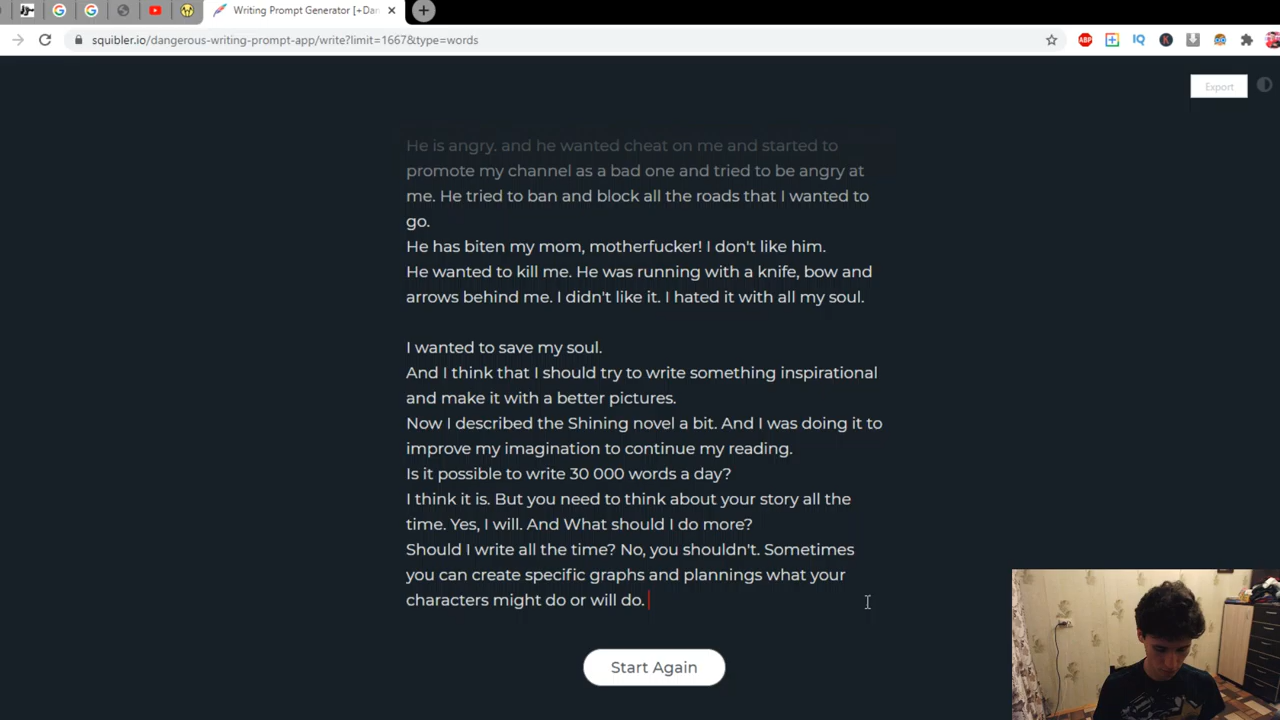 Writing Prompt Generator [+Dan
squibler.io/dangerous-writing-prompt-app/write?limit=1667&type=words
ABP
IQ
K
Export
He is angry. and he wanted cheat on me and started to
promote my channel as a bad one and tried to be angry at
me. He tried to ban and block all the roads that I wanted to
go.
He has biten my mom, motherfucker! I don't like him.
He wanted to kill me. He was running with a knife, bow and
arrows behind me. I didn't like it. I hated it with all my soul.
I wanted to save my soul.
And I think that I should try to write something inspirational
and make it with a better pictures.
Now I described the Shining novel a bit. And I was doing it to
improve my imagination to continue my reading.
Is it possible to write 30 000 words a day?
I think it is. But you need to think about your story all the
time. Yes, I will. And What should I do more?
Should I write all the time? No, you shouldn't. Sometimes
you can create specific graphs and plannings what your
characters might do or will do.
Start Again